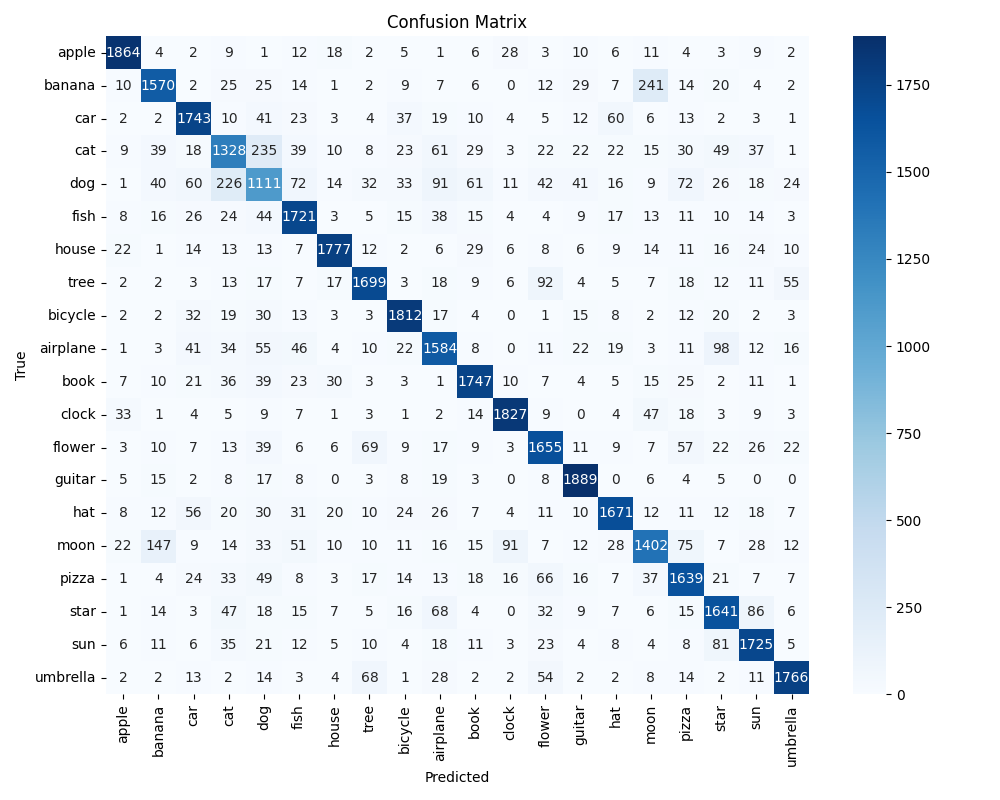 Confusion Matrix
apple 1864 4 2 9 1 12 18 2 5 1 6 28 3 10 6 11 4 3 9 2
banana 10 1570 2 25 25 14 1 2 9 7 6 0 12 29 7 241 14 20 4 2
car 2 2 1743 10 41 23 3 4 37 19 10 4 5 12 60 6 13 2 3 1
cat 9 39 18 1328 235 39 10 8 23 61 29 3 22 22 22 15 30 49 37 1
dog 1 40 60 226 1111 72 14 32 33 91 61 11 42 41 16 9 72 26 18 24
fish 8 16 26 24 44 1721 3 5 15 38 15 4 4 9 17 13 11 10 14 3
house 22 1 14 13 13 7 1777 12 2 6 29 6 8 6 9 14 11 16 24 10
tree 2 2 3 13 17 7 17 1699 3 18 9 6 92 4 5 7 18 12 11 55
bicycle 2 2 32 19 30 13 3 3 1812 17 4 0 1 15 8 2 12 20 2 3
airplane 1 3 41 34 55 46 4 10 22 1584 8 0 11 22 19 3 11 98 12 16
book 7 10 21 36 39 23 30 3 3 1 1747 10 7 4 5 15 25 2 11 1
clock 33 1 4 5 9 7 1 3 1 2 14 1827 9 0 4 47 18 3 9 3
flower 3 10 7 13 39 6 6 69 9 17 9 3 1655 11 9 7 57 22 26 22
guitar 5 15 2 8 17 8 0 3 8 19 3 0 8 1889 0 6 4 5 0 0
hat 8 12 56 20 30 31 20 10 24 26 7 4 11 10 1671 12 11 12 18 7
moon 22 147 9 14 33 51 10 10 11 16 15 91 7 12 28 1402 75 7 28 12
pizza 1 4 24 33 49 8 3 17 14 13 18 16 66 16 7 37 1639 21 7 7
star 1 14 3 47 18 15 7 5 16 68 4 0 32 9 7 6 15 1641 86 6
sun 6 11 6 35 21 12 5 10 4 18 11 3 23 4 8 4 8 81 1725 5
umbrella 2 2 13 2 14 3 4 68 1 28 2 2 54 2 2 8 14 2 11 1766
apple banana car cat dog fish house tree bicycle airplane book clock flower guitar hat moon pizza star sun umbrella
Predicted
True
1750
1500
1250
1000
750
500
250
0